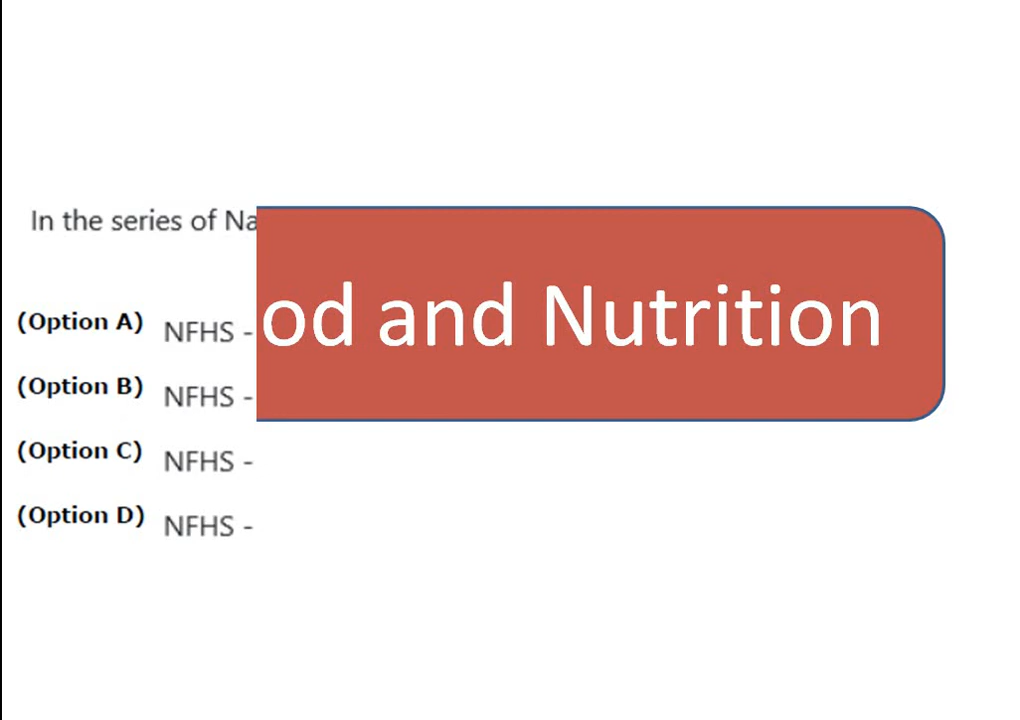 In the series of Na
od and Nutrition
(Option A) NFHS -
(Option B) NFHS -
(Option C) NFHS -
(Option D) NFHS -